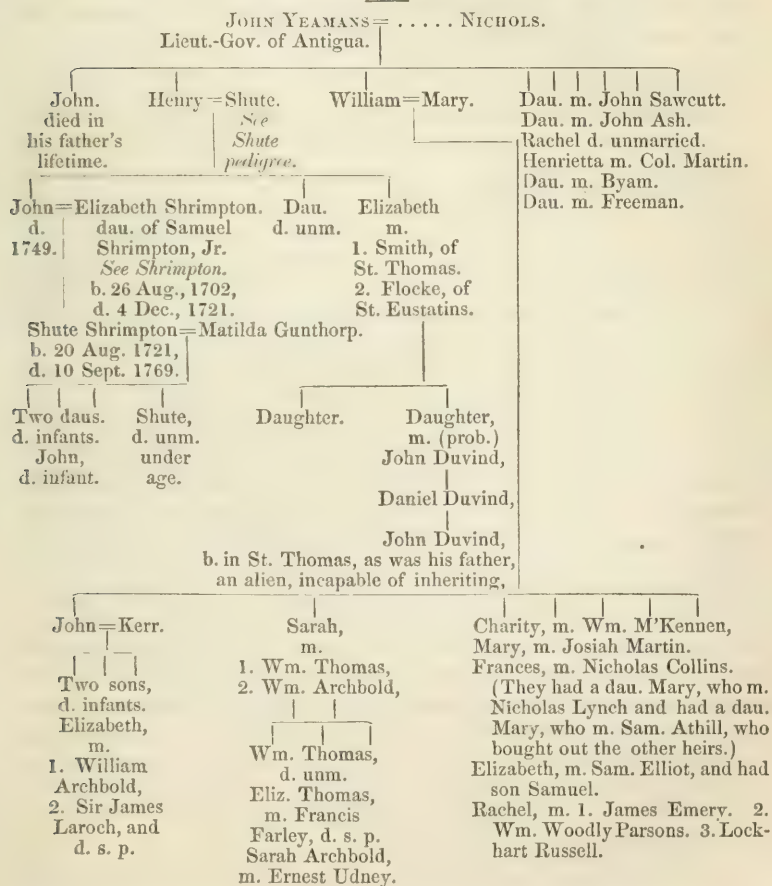 JOHN YEAMANS= . . . . . NICHOLS.
Lieut.-Gov. of Antigua.
John.
died in
his father's
lifetime.
Henry=Shute.
See
Shute
pedigree.
William=Mary.
Dau. m. John Sawcutt.
Dau. m. John Ash.
Rachel d. unmarried.
Henrietta m. Col. Martin.
Dau. m. Byam.
Dau. m. Freeman.
John=Elizabeth Shrimpton.
d. dau. of Samuel
1749. Shrimpton, Jr.
See Shrimpton.
b. 26 Aug., 1702,
d. 4 Dec., 1721.
Dau.
d. unm.
Elizabeth
m.
1. Smith, of
St. Thomas.
2. Flocke, of
St. Eustatins.
Shute Shrimpton=Matilda Gunthorp.
b. 20 Aug. 1721,
d. 10 Sept. 1769.
Two daus.
d. infants.
John,
d. infant.
Shute,
d. unm.
under
age.
Daughter.
Daughter,
m. (prob.)
John Duvind,
Daniel Duvind,
John Duvind,
b. in St. Thomas, as was his father,
an alien, incapable of inheriting,
John=Kerr.
Two sons,
d. infants.
Elizabeth,
m.
1. William
Archbold,
2. Sir James
Laroch, and
d. s. p.
Sarah,
m.
1. Wm. Thomas,
2. Wm. Archbold,
Wm. Thomas,
d. unm.
Eliz. Thomas,
m. Francis
Farley, d. s. p.
Sarah Archbold,
m. Ernest Udney.
Charity, m. Wm. M'Kennen,
Mary, m. Josiah Martin.
Frances, m. Nicholas Collins.
(They had a dau. Mary, who m.
Nicholas Lynch and had a dau.
Mary, who m. Sam. Athill, who
bought out the other heirs.)
Elizabeth, m. Sam. Elliot, and had
son Samuel.
Rachel, m. 1. James Emery. 2.
Wm. Woodly Parsons. 3. Lock-
hart Russell.